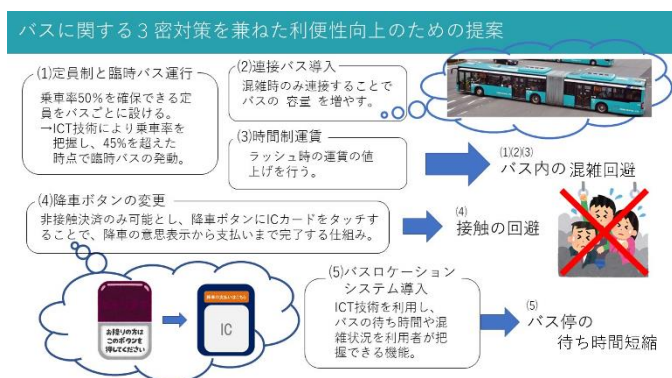 バスに関する３密対策を兼ねた利便性向上のための提案
(1)定員制と臨時バス運行
乗車率50％を確保できる定
員をバスごとに設ける。
→ICT技術により乗車率を
把握し、45%を超えた
時点で臨時バスの発動。
(2)連接バス導入
混雑時のみ連接することで
バスの 容量 を増やす。
(3)時間制運賃
ラッシュ時の運賃の値
上げを行う。
(1)(2)(3)
バス内の混雑回避
(4)降車ボタンの変更
非接触決済のみ可能とし、降車ボタンにICカードをタッチす
ることで、降車の意思表示から支払いまで完了する仕組み。
(4)
接触の回避
お降りの方は
このボタンを
押してください
降車の方はタッチ
IC
(5)バスロケーション
システム導入
ICT技術を利用し、
バスの待ち時間や混
雑状況を利用者が把
握できる機能。
(5)
バス停の
待ち時間短縮